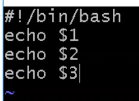 #!/bin/bash
echo $1
echo $2
echo $3
~